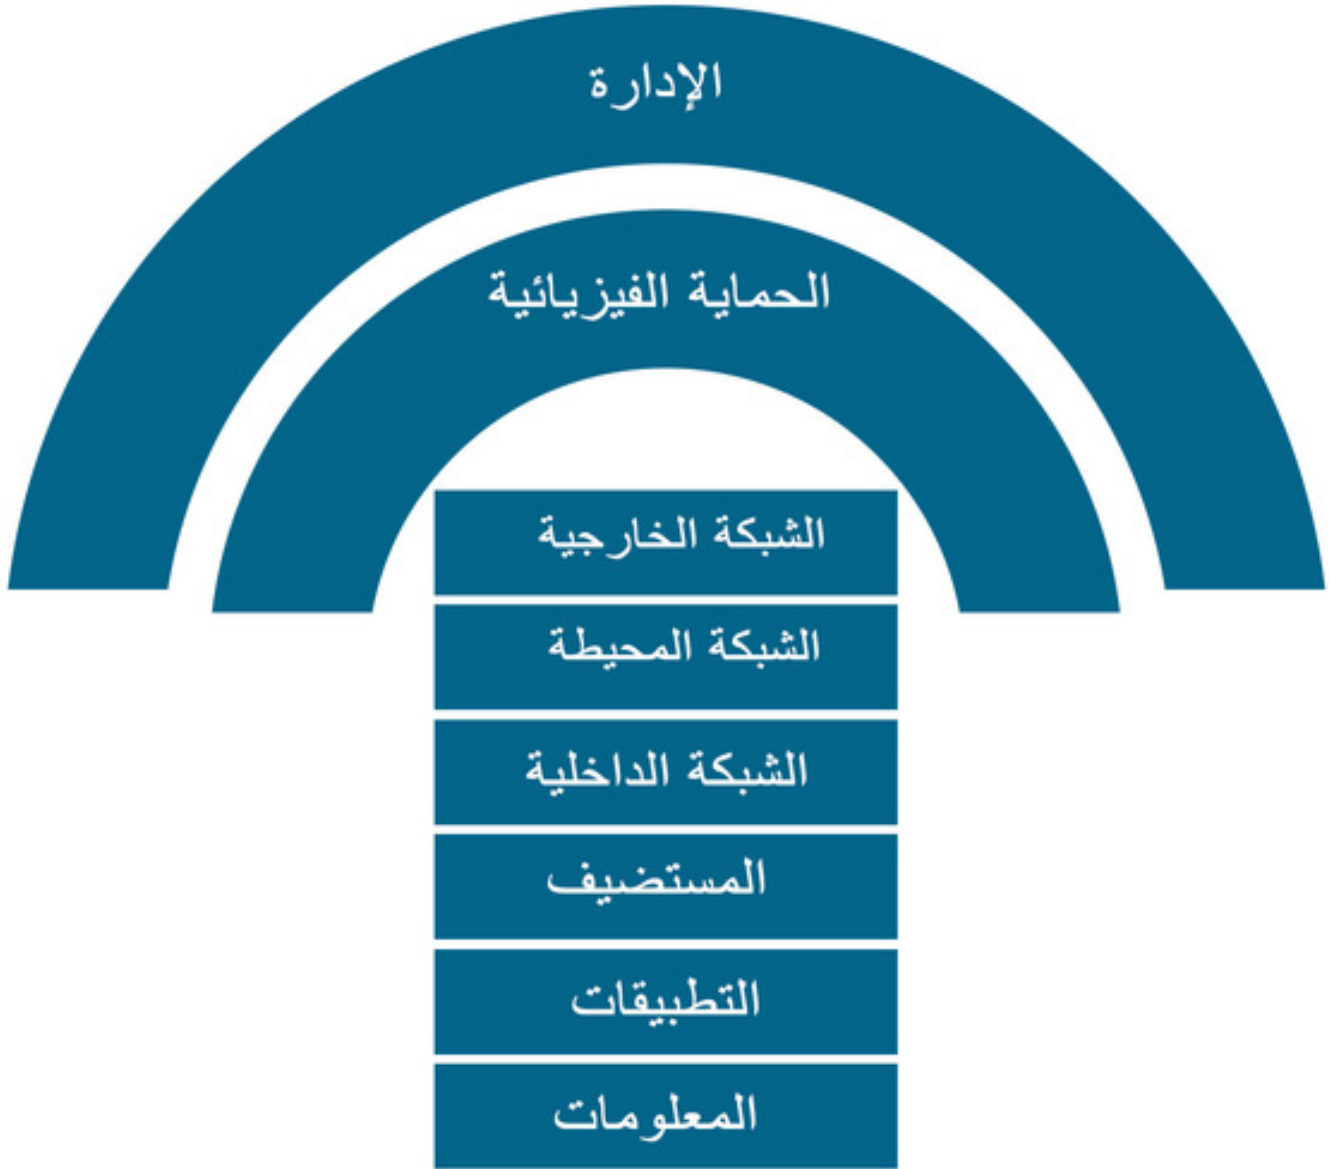 الإدارة
الحماية الفيزيائية
الشبكة الخارجية
الشبكة المحيطة
الشبكة الداخلية
المستضيف
التطبيقات
المعلومات